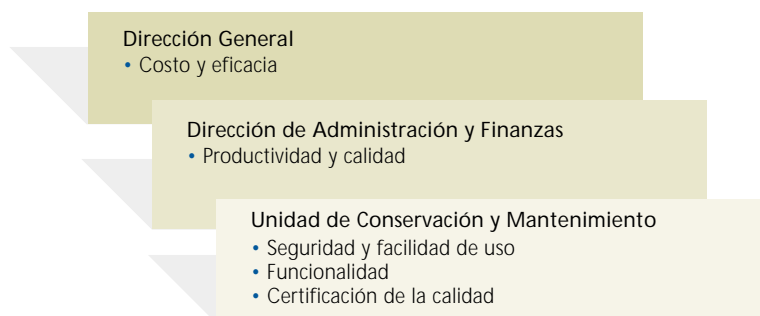 Dirección General
• Costo y eficacia
Dirección de Administración y Finanzas
• Productividad y calidad
Unidad de Conservación y Mantenimiento
• Seguridad y facilidad de uso
• Funcionalidad
• Certificación de la calidad